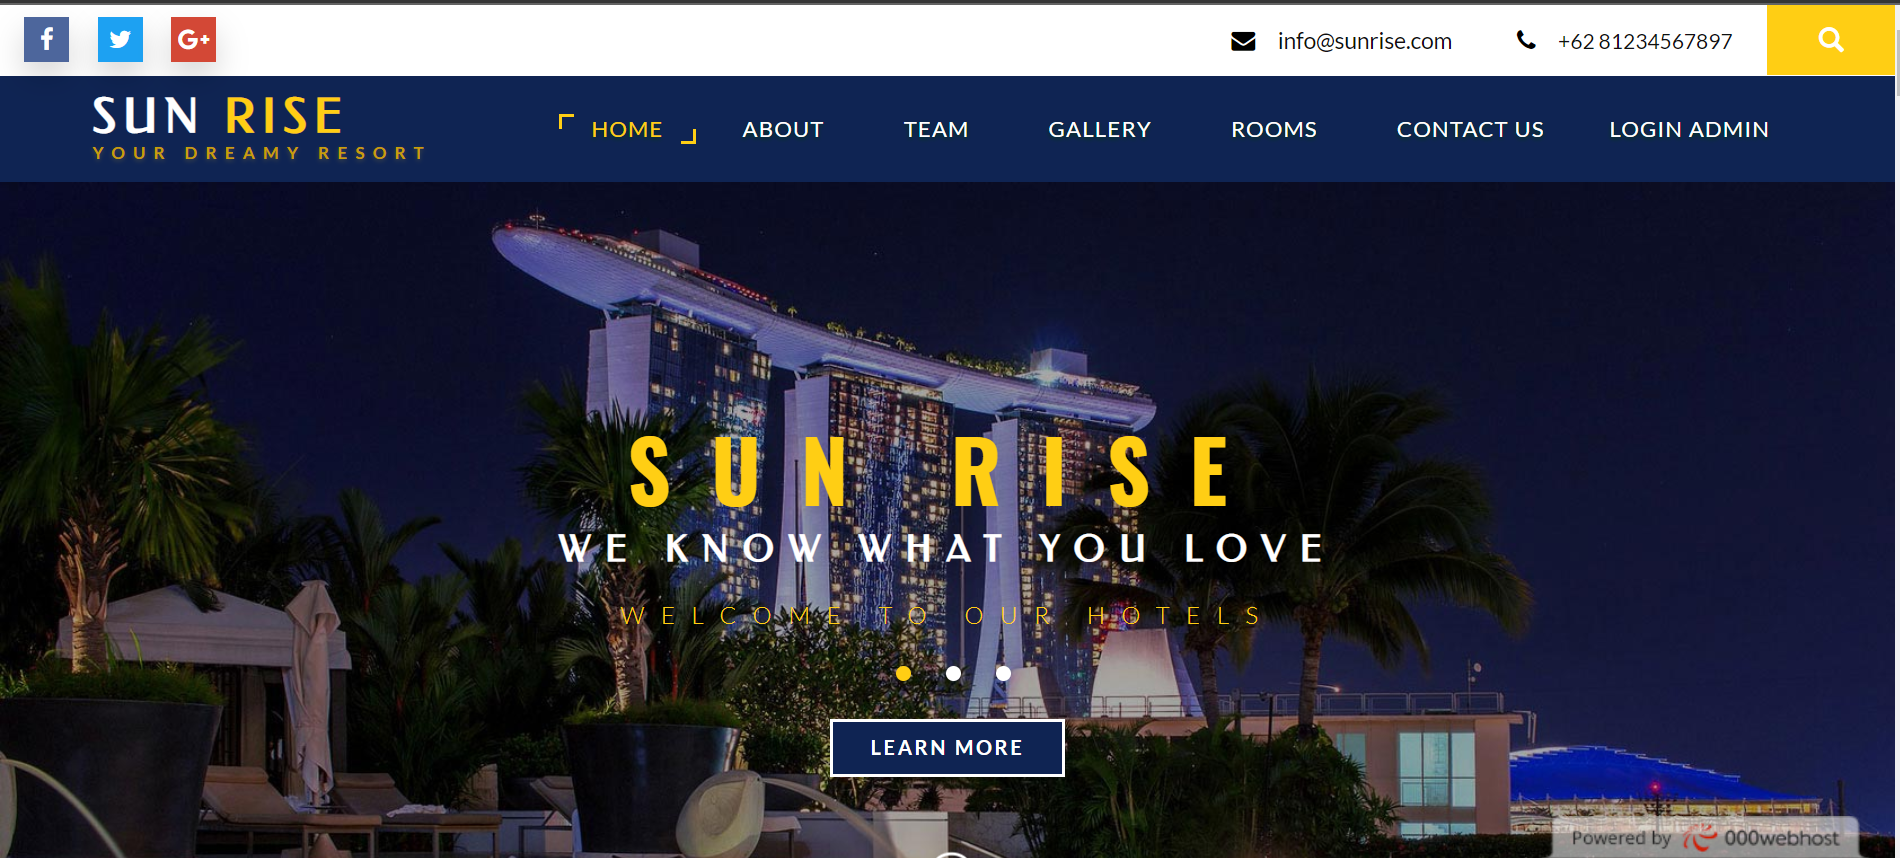 info@sunrise.com
+62 81234567897
SUN RISE
YOUR DREAMY RESORT
HOME
ABOUT
TEAM
GALLERY
ROOMS
CONTACT US
LOGIN ADMIN
SUN RISE
WE KNOW WHAT YOU LOVE
WELCOME TO OUR HOTELS
LEARN MORE
Powered by 000webhost